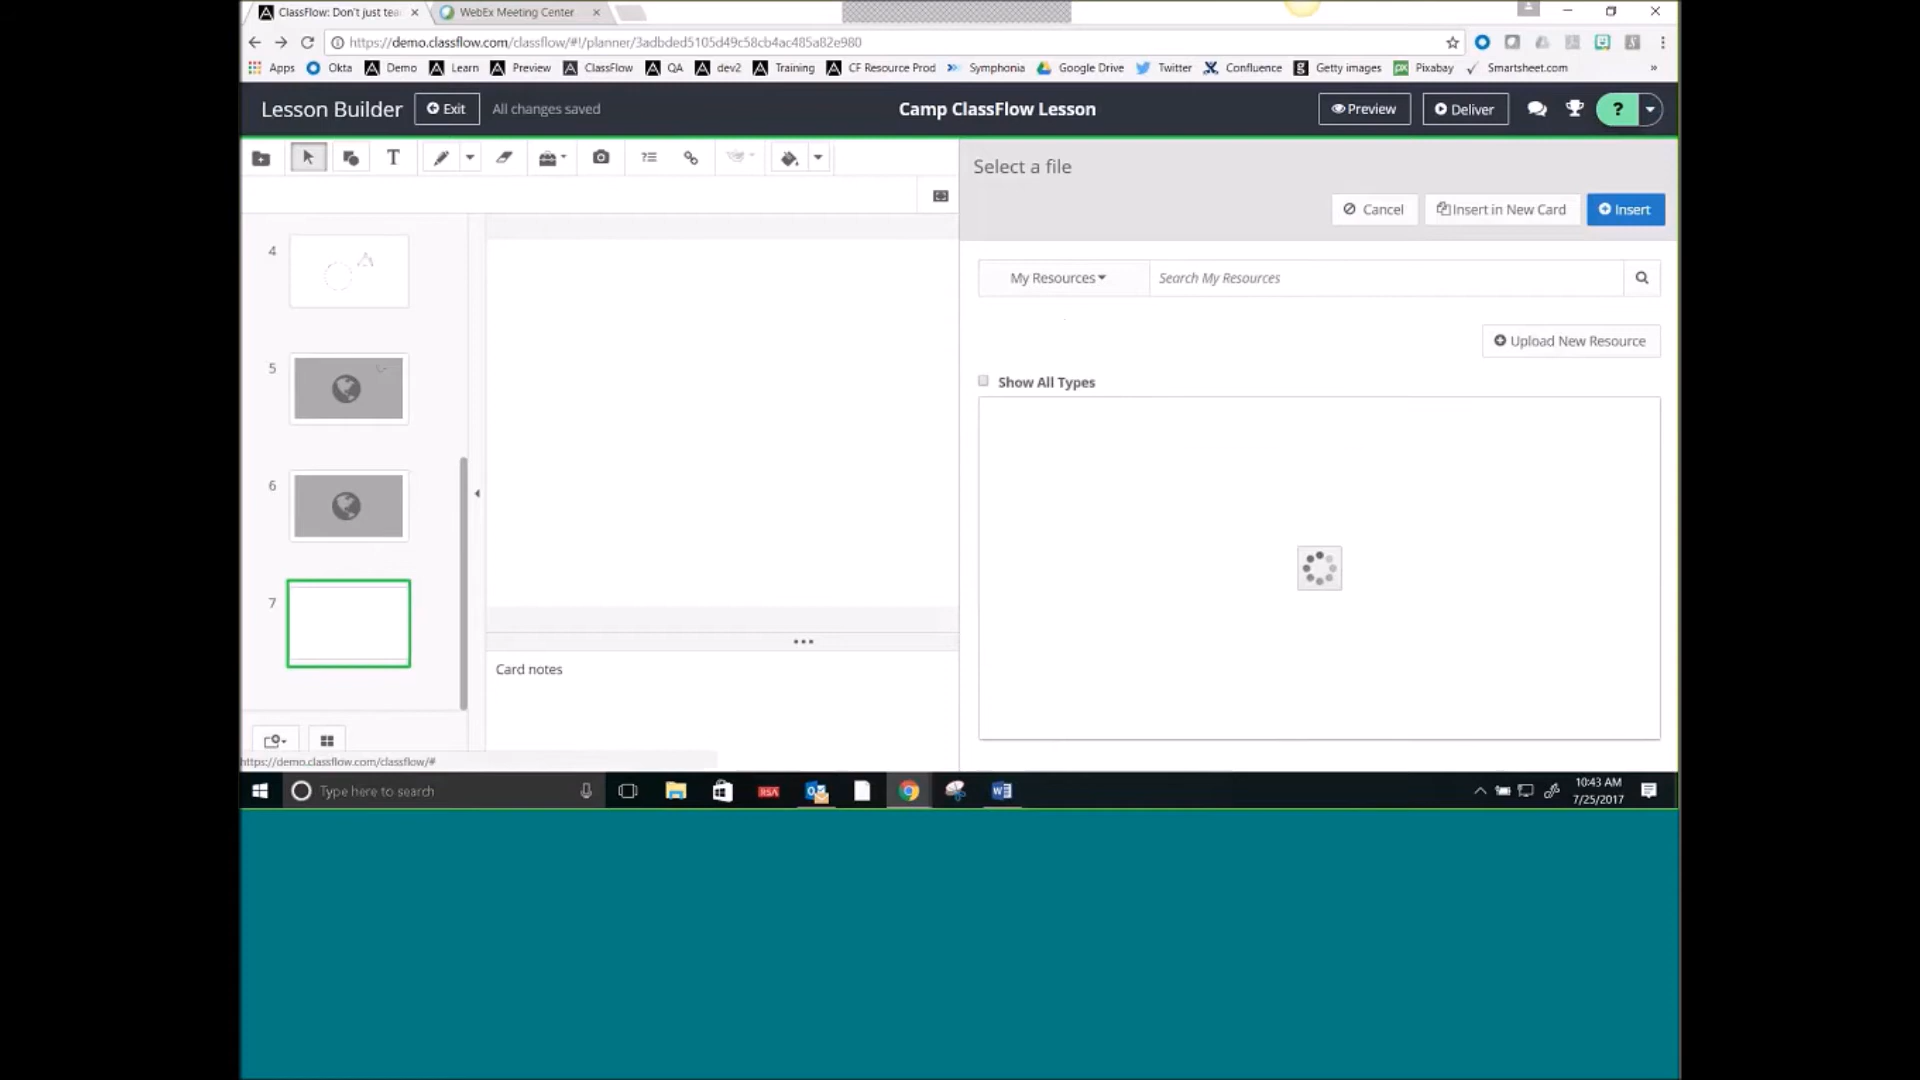 ClassFlow: Don't just tea
WebEx Meeting Center
https://demo.classflow.com/classflow/#!/planner/3adbded5105d49c58cb4ac485a82e980
Apps Okta Demo Learn Preview ClassFlow QA dev2 Training CF Resource Prod Symphonia Google Drive Twitter Confluence Getty images Pixabay Smartsheet.com »
Lesson Builder Exit All changes saved Camp ClassFlow Lesson Preview Deliver ?
T
Select a file
Cancel Insert in New Card Insert
My Resources Search My Resources
Upload New Resource
Show All Types
4
5
6
7
Card notes
https://demo.classflow.com/classflow/#
Type here to search
RSA
10:43 AM
7/25/2017